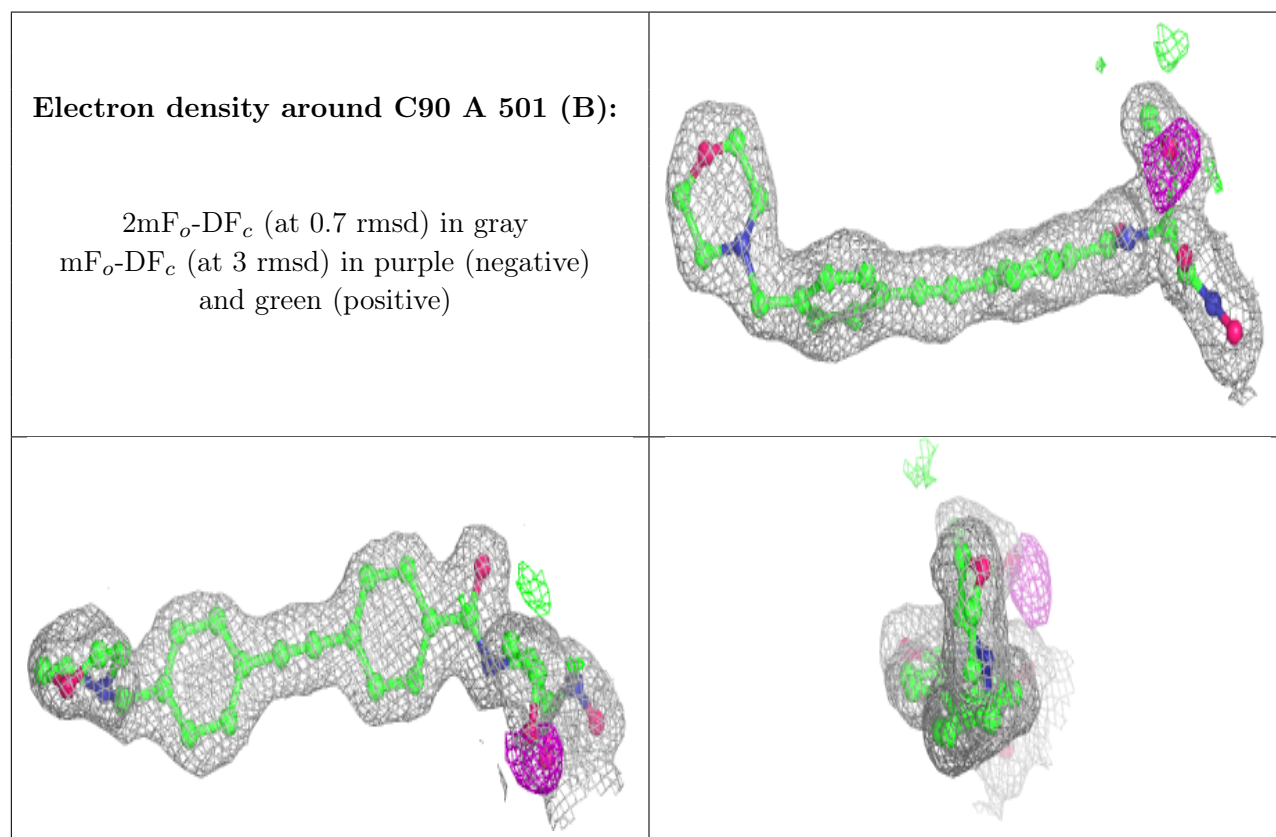 Electron density around C90 A 501 (B):
2mFₒ-DF𝒸 (at 0.7 rmsd) in gray
mFₒ-DF𝒸 (at 3 rmsd) in purple (negative)
and green (positive)